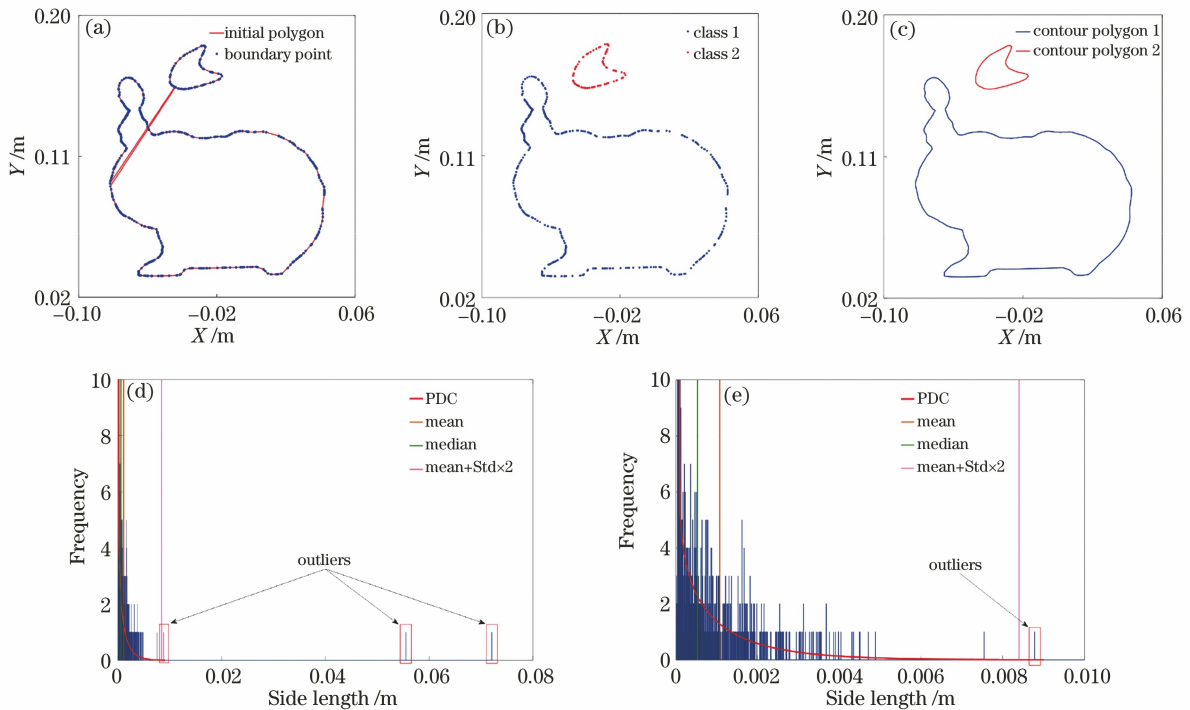 (a)
initial polygon
boundary point
0.20
0.11
0.02
Y /m
−0.10
−0.02
0.06
X /m
(b)
class 1
class 2
0.20
0.11
0.02
Y /m
−0.10
−0.02
0.06
X /m
(c)
contour polygon 1
contour polygon 2
0.20
0.11
0.02
Y /m
−0.10
−0.02
0.06
X /m
(d)
PDC
mean
median
mean+Std×2
outliers
10
8
6
4
2
0
Frequency
0
0.02
0.04
0.06
0.08
Side length /m
(e)
PDC
mean
median
mean+Std×2
outliers
10
8
6
4
2
0
Frequency
0
0.002
0.004
0.006
0.008
0.010
Side length /m